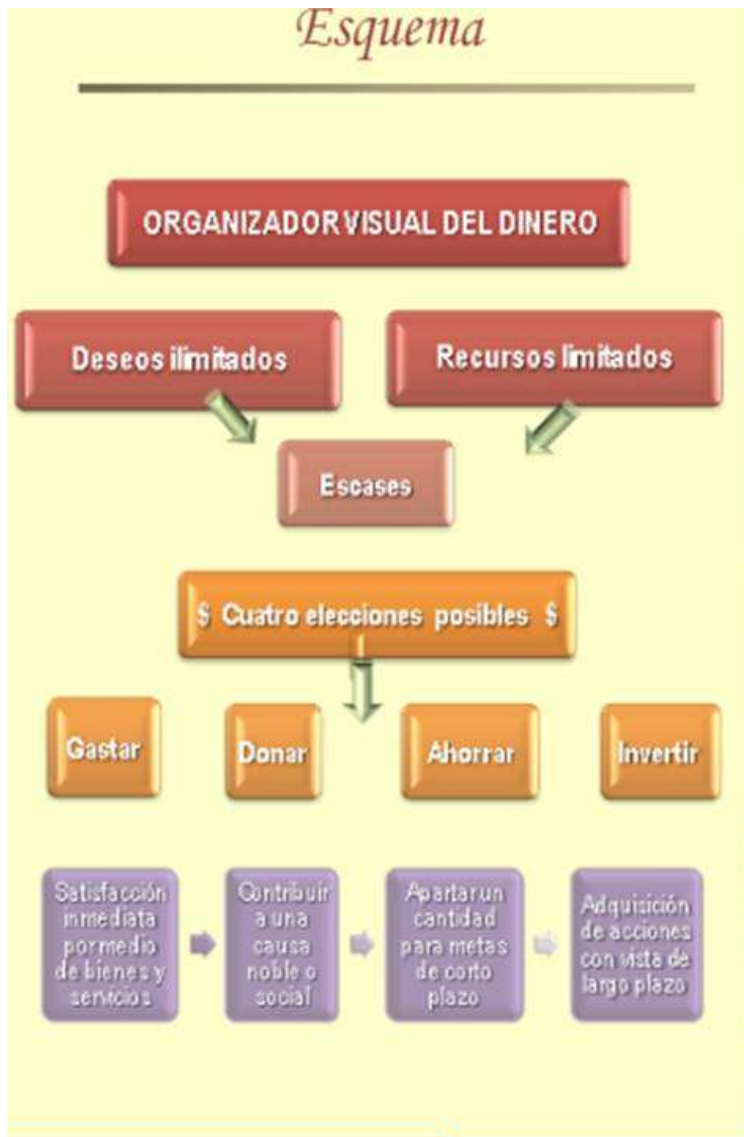 Esquema
ORGANIZADOR VISUAL DEL DINERO
Deseos ilimitados
Recursos limitados
Escases
$ Cuatro elecciones posibles $
Gastar
Donar
Ahorrar
Invertir
Satisfacción
inmediata
por medio
de bienes y
servicios
Contribuir
a una
causa
noble o
social
Apartar un
cantidad
para metas
de corto
plazo
Adquisición
de acciones
con vista de
largo plazo